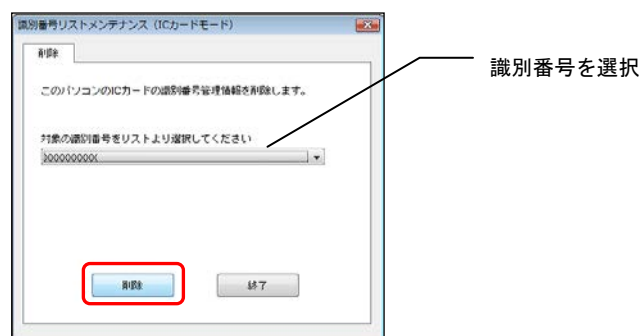 識別番号リストメンテナンス（ICカードモード）
削除
識別番号を選択
このパソコンのICカードの識別番号管理情報を削除します。
対象の識別番号をリストより選択してください
XXXXXXXXXX
削除
終了